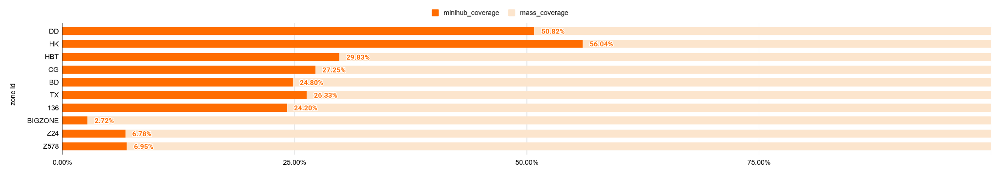 minihub_coverage mass_coverage
DD 50.82%
HK 56.04%
HBT 29.83%
CG 27.25%
BD 24.80%
TX 26.33%
136 24.20%
BIGZONE 2.72%
Z24 6.78%
Z578 6.95%
zone id
0.00% 25.00% 50.00% 75.00%